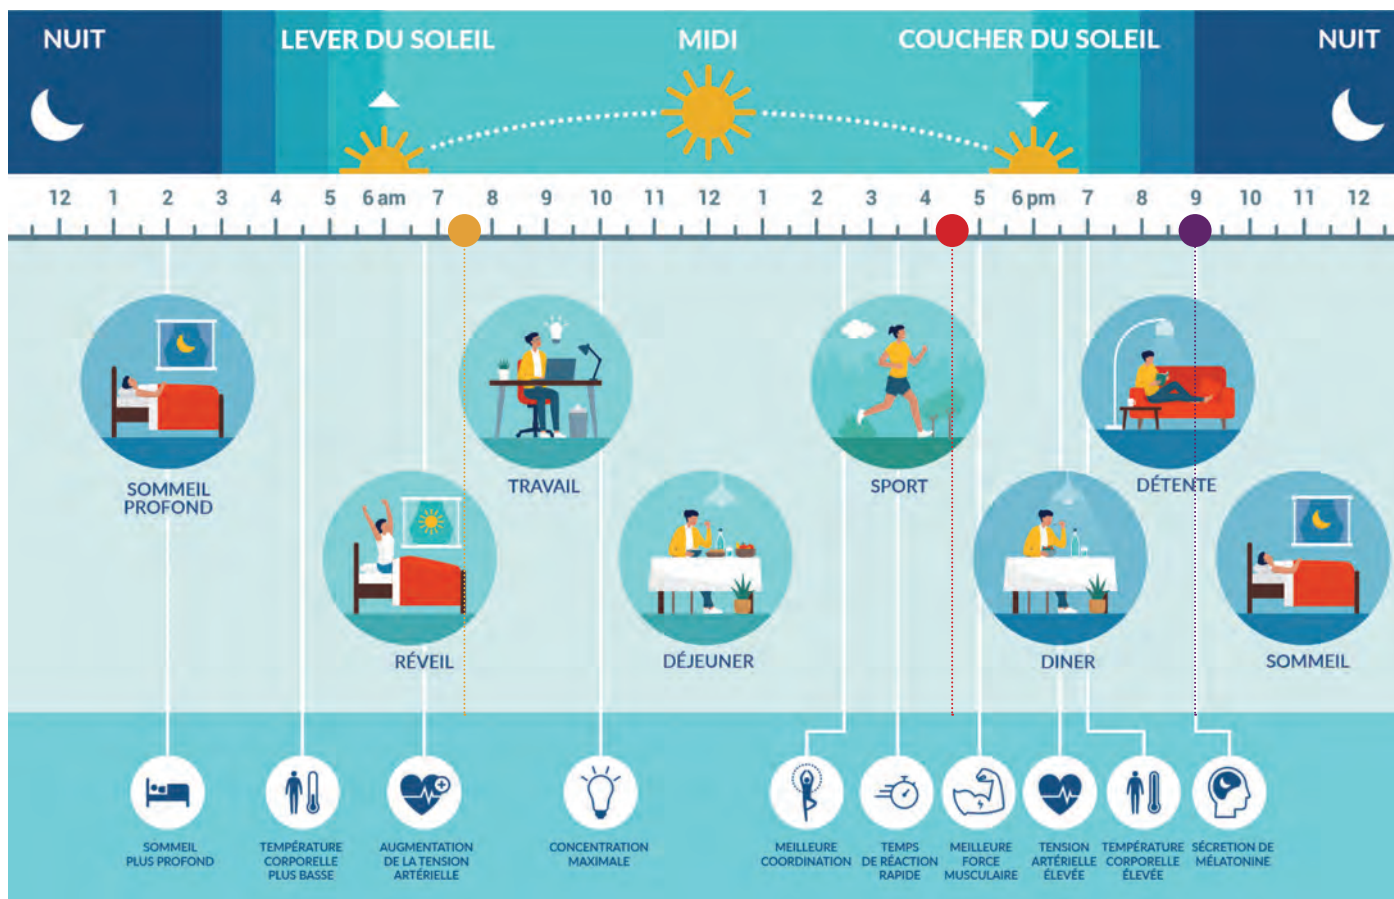 NUIT
LEVER DU SOLEIL
MIDI
COUCHER DU SOLEIL
NUIT
12 1 2 3 4 5 6 am 7 8 9 10 11 12 1 2 3 4 5 6 pm 7 8 9 10 11 12
SOMMEIL
PROFOND
TRAVAIL
SPORT
DÉTENTE
RÉVEIL
DÉJEUNER
DINER
SOMMEIL
SOMMEIL
PLUS PROFOND
TEMPÉRATURE
CORPORELLE
PLUS BASSE
AUGMENTATION
DE LA TENSION
ARTÉRIELLE
CONCENTRATION
MAXIMALE
MEILLEURE
COORDINATION
TEMPS
DE RÉACTION
RAPIDE
MEILLEURE
FORCE
MUSCULAIRE
TENSION
ARTÉRIELLE
ÉLEVÉE
TEMPÉRATURE
CORPORELLE
ÉLEVÉE
SÉCRETION DE
MÉLATONINE